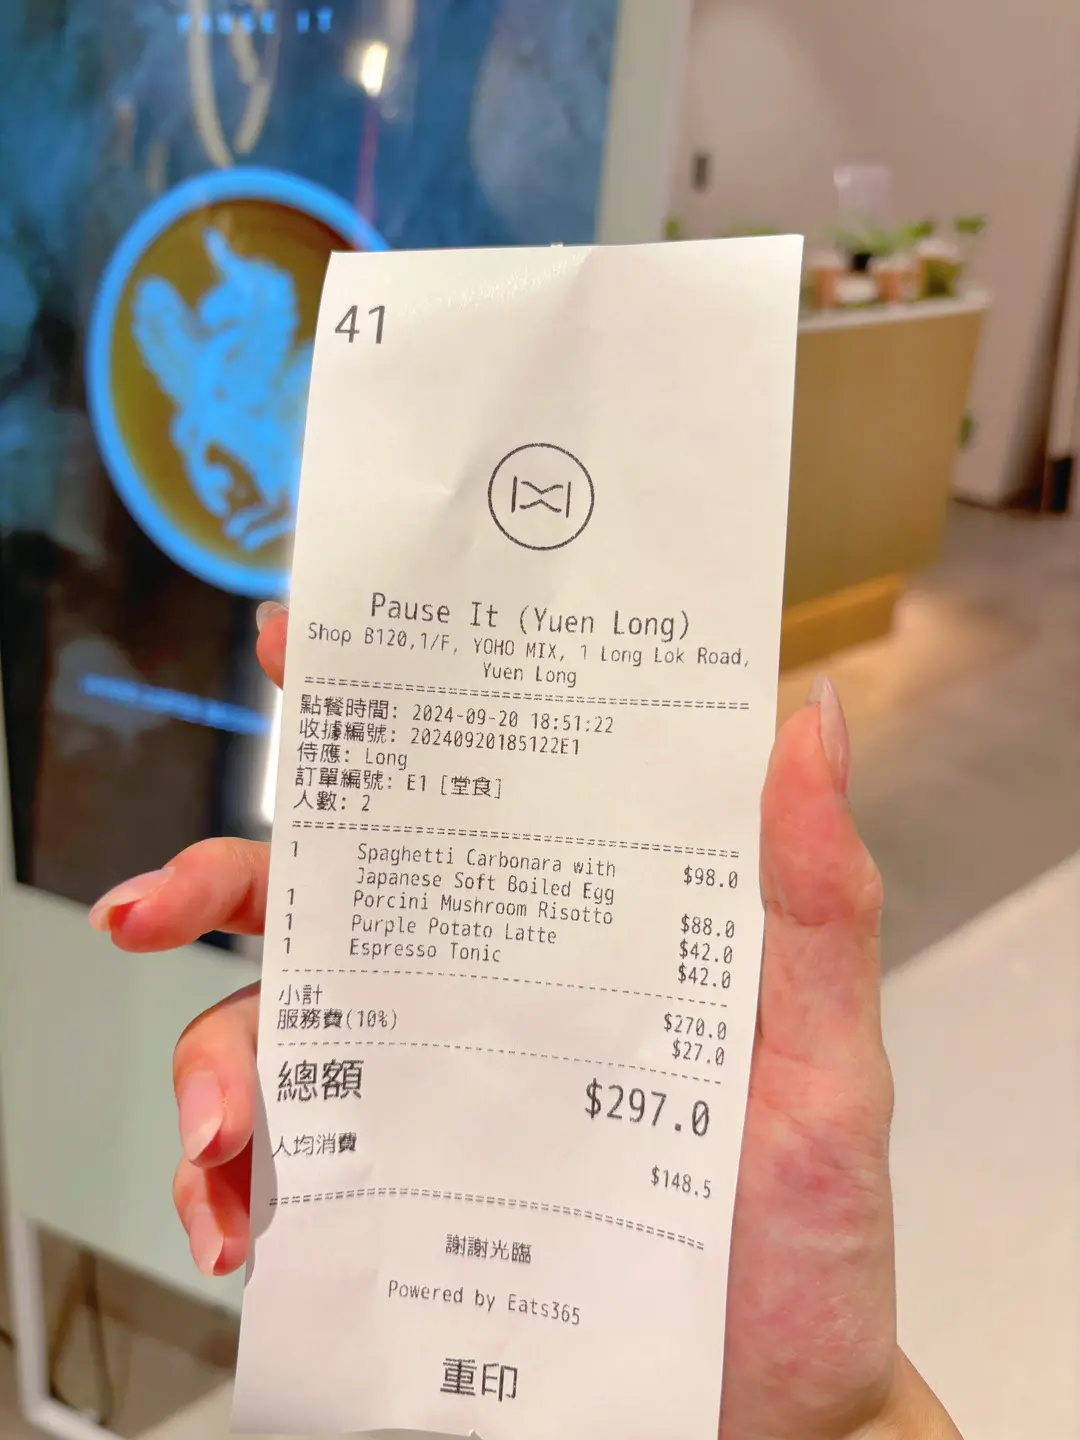 PAUSE IT
41
Pause It (Yuen Long)
Shop B120,1/F, YOHO MIX, 1 Long Lok Road,
Yuen Long
點餐時間: 2024-09-20 18:51:22
收據編號: 20240920185122E1
侍應: Long
訂單編號: E1 [堂食]
人數: 2
1 Spaghetti Carbonara with $98.0
Japanese Soft Boiled Egg
1 Porcini Mushroom Risotto $88.0
1 Purple Potato Latte $42.0
1 Espresso Tonic $42.0
小計 $270.0
服務費(10%) $27.0
總額 $297.0
人均消費 $148.5
謝謝光臨
Powered by Eats365
重印